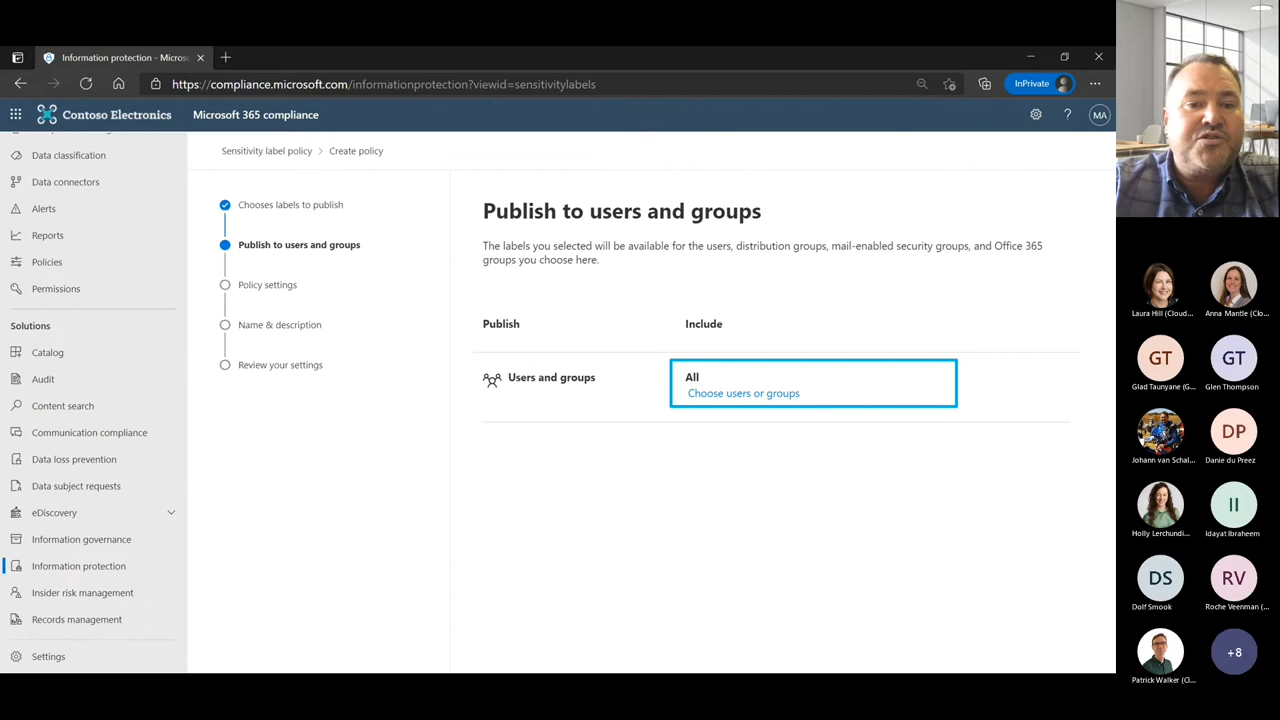 Information protection - Micros
https://compliance.microsoft.com/informationprotection?viewid=sensitivitylabels
InPrivate
Contoso Electronics
Microsoft 365 compliance
?
MA
Data classification
Data connectors
Alerts
Reports
Policies
Permissions
Solutions
Catalog
Audit
Content search
Communication compliance
Data loss prevention
Data subject requests
eDiscovery
Information governance
Information protection
Insider risk management
Records management
Settings
Sensitivity label policy > Create policy
Chooses labels to publish
Publish to users and groups
Policy settings
Name & description
Review your settings
Publish to users and groups
The labels you selected will be available for the users, distribution groups, mail-enabled security groups, and Office 365
groups you choose here.
Publish Include
Users and groups All
Choose users or groups
Laura Hill (Cloud...
Anna Mantle (Clo...
GT
Glad Taunyane (G...
GT
Glen Thompson
Johann van Schal...
DP
Danie du Preez
Holly Lerchundi...
II
Idayat Ibraheem
DS
Dolf Smook
RV
Roche Veenman (...
Patrick Walker (Cl...
+8